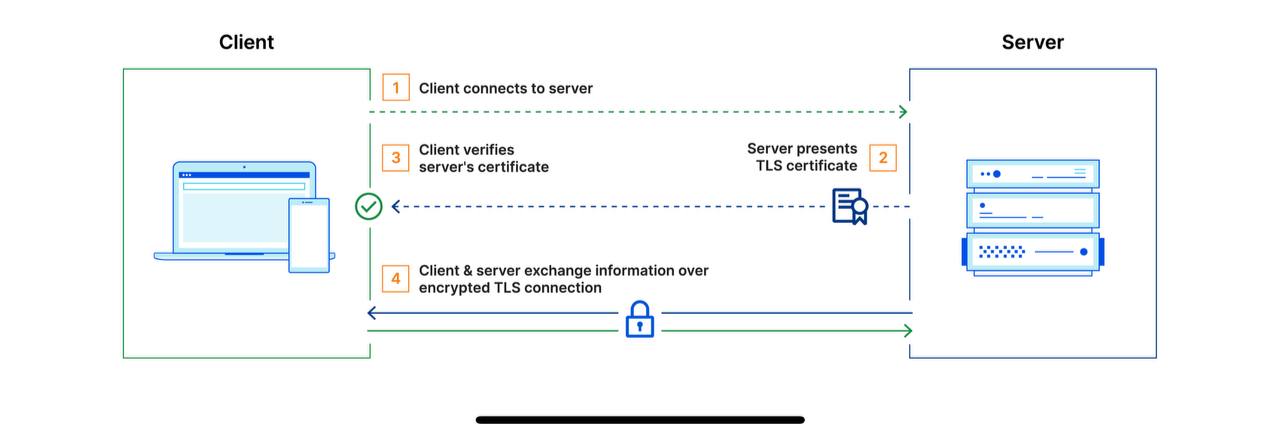 Client
Server
1
Client connects to server
3
Client verifies
server's certificate
Server presents
TLS certificate
2
4
Client & server exchange information over
encrypted TLS connection